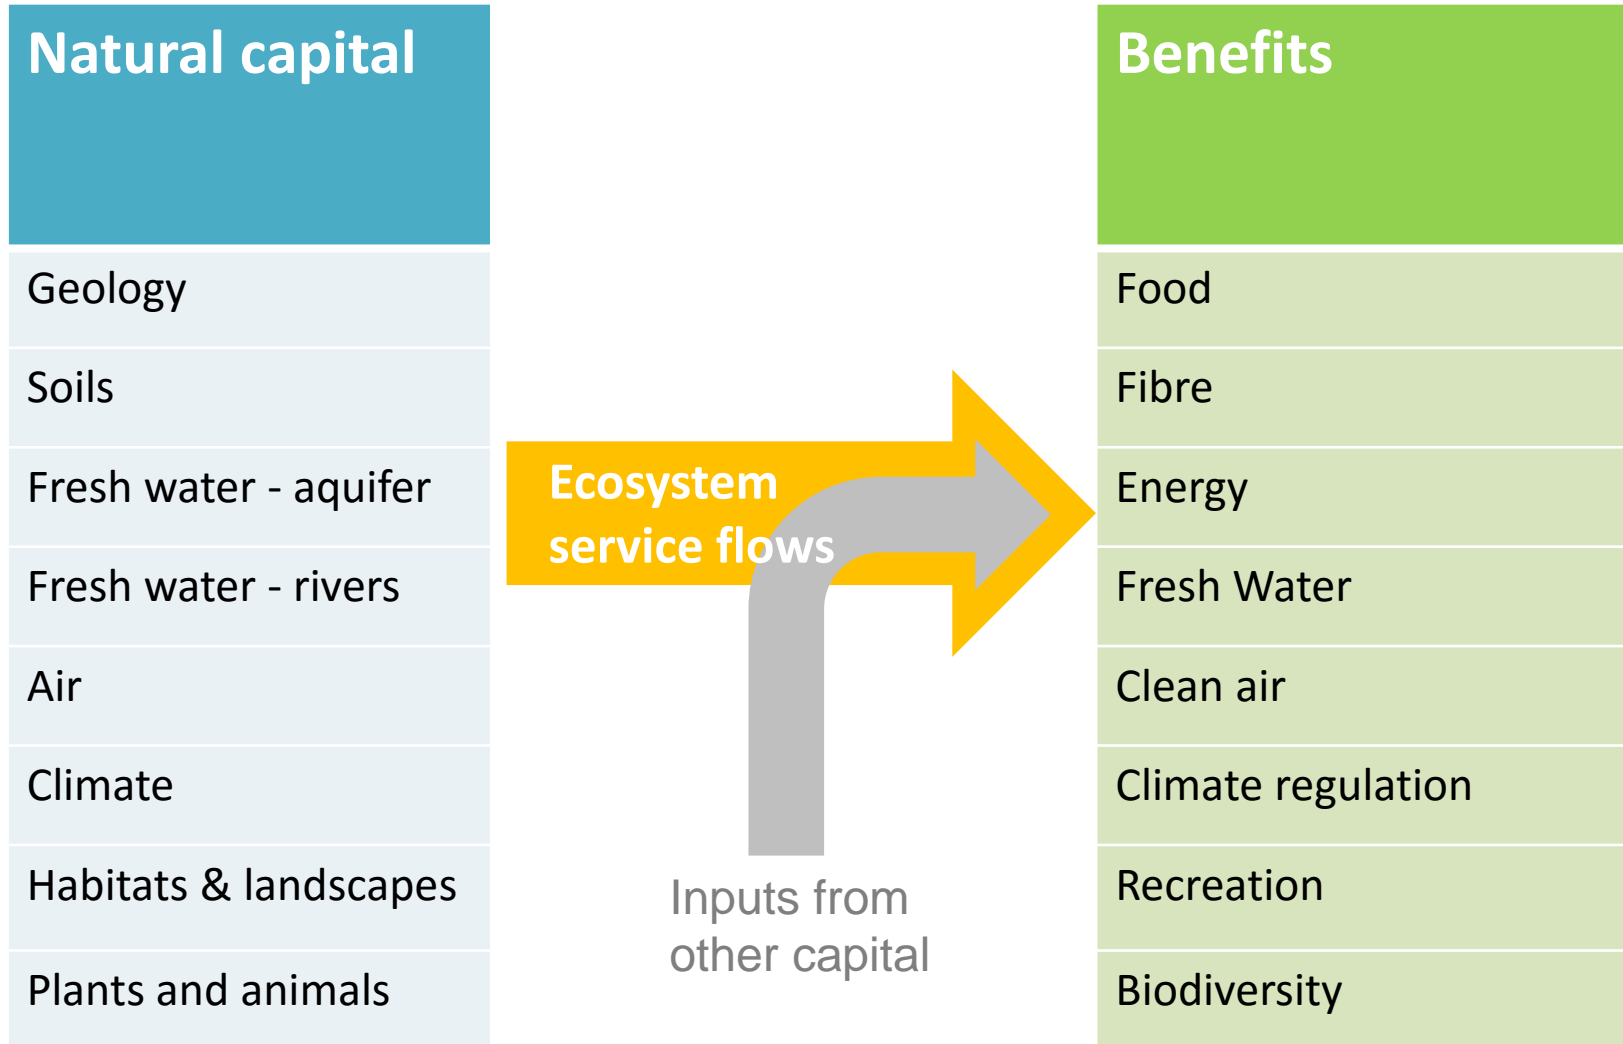 Natural capital
Geology
Soils
Fresh water - aquifer
Fresh water - rivers
Air
Climate
Habitats & landscapes
Plants and animals
Ecosystem
service flows
Inputs from
other capital
Benefits
Food
Fibre
Energy
Fresh Water
Clean air
Climate regulation
Recreation
Biodiversity